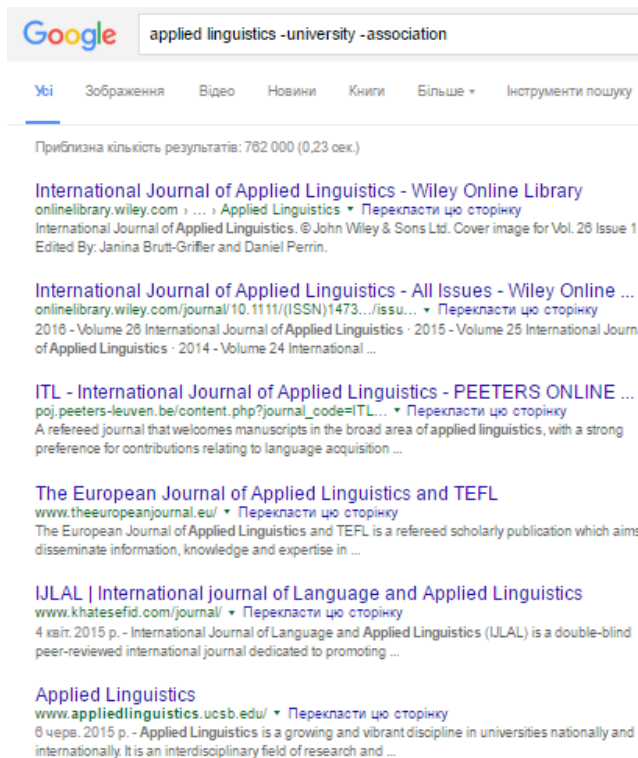 Google applied linguistics -university -association
Усі Зображення Відео Новини Книги Більше Інструменти пошуку
Приблизна кількість результатів: 762 000 (0,23 сек.)
International Journal of Applied Linguistics - Wiley Online Library
onlinelibrary.wiley.com › ... › Applied Linguistics ▾ Перекласти цю сторінку
International Journal of Applied Linguistics. © John Wiley & Sons Ltd. Cover image for Vol. 26 Issue 1
Edited By: Janina Brutt-Griffler and Daniel Perrin.
International Journal of Applied Linguistics - All Issues - Wiley Online ...
onlinelibrary.wiley.com/journal/10.1111/(ISSN)1473.../issu... ▾ Перекласти цю сторінку
2016 - Volume 26 International Journal of Applied Linguistics · 2015 - Volume 25 International Journ
of Applied Linguistics · 2014 - Volume 24 International ...
ITL - International Journal of Applied Linguistics - PEETERS ONLINE ...
poj.peeters-leuven.be/content.php?journal_code=ITL... ▾ Перекласти цю сторінку
A refereed journal that welcomes manuscripts in the broad area of applied linguistics, with a strong
preference for contributions relating to language acquisition ...
The European Journal of Applied Linguistics and TEFL
www.theeuropeanjournal.eu/ ▾ Перекласти цю сторінку
The European Journal of Applied Linguistics and TEFL is a refereed scholarly publication which aims
disseminate information, knowledge and expertise in ...
IJLAL | International journal of Language and Applied Linguistics
www.khatesefid.com/journal/ ▾ Перекласти цю сторінку
4 квіт. 2015 р. - International Journal of Language and Applied Linguistics (IJLAL) is a double-blind
peer-reviewed international journal dedicated to promoting ...
Applied Linguistics
www.appliedlinguistics.ucsb.edu/ ▾ Перекласти цю сторінку
6 черв. 2015 р. - Applied Linguistics is a growing and vibrant discipline in universities nationally and
internationally. It is an interdisciplinary field of research and ...